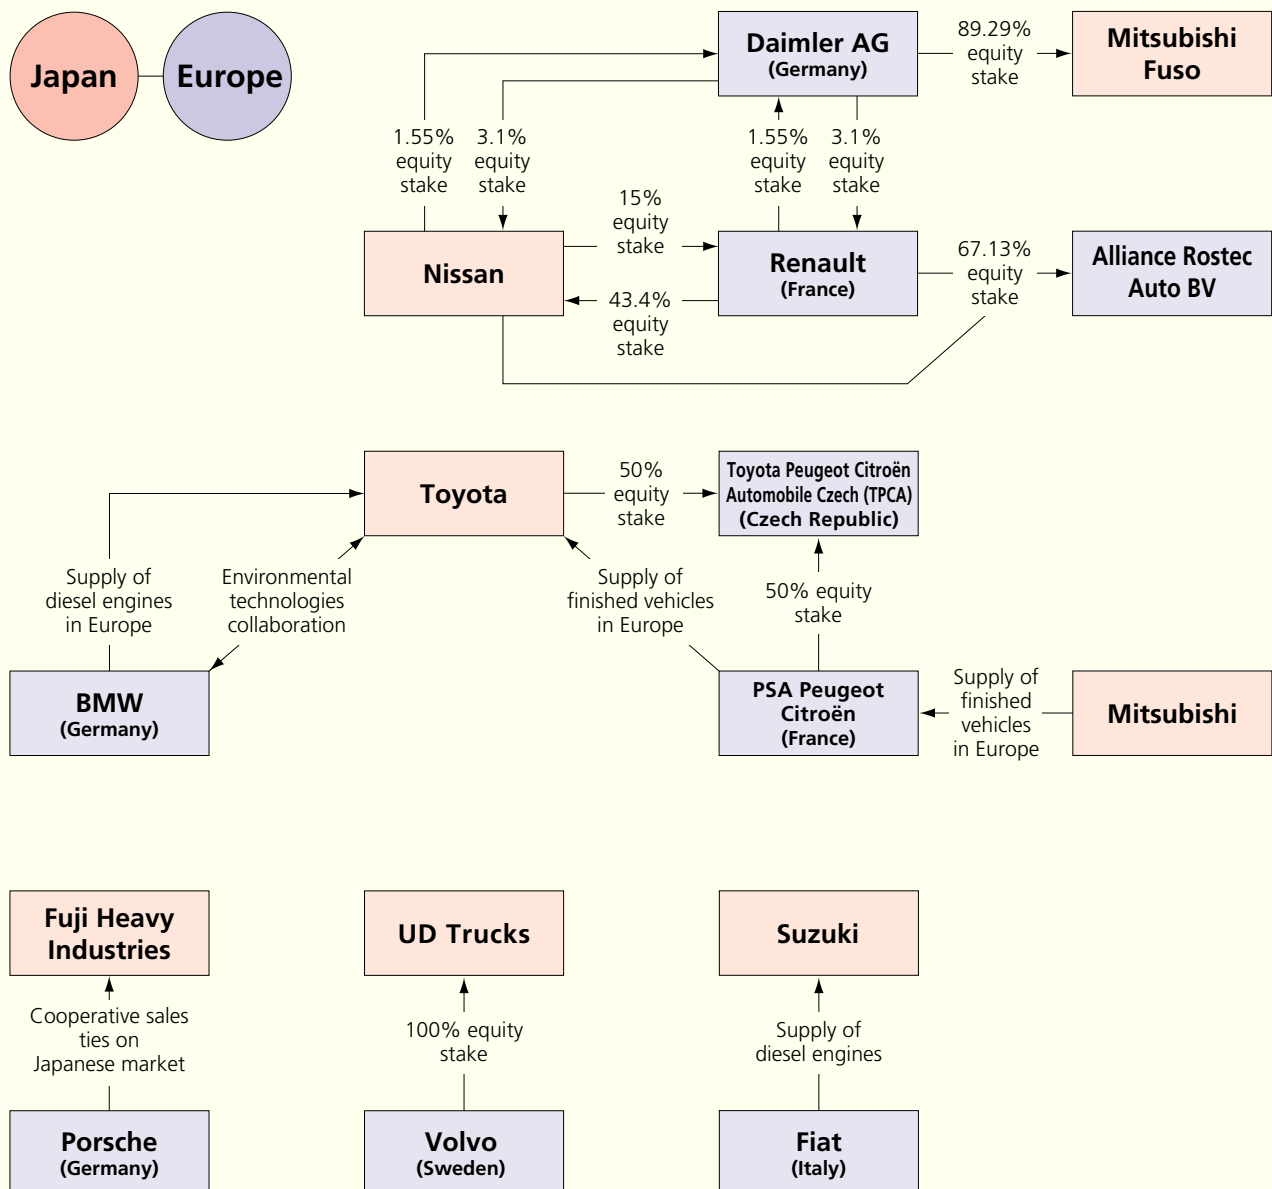 Japan
Europe
Daimler AG
(Germany)
89.29%
equity
stake
Mitsubishi
Fuso
1.55%
equity
stake
3.1%
equity
stake
1.55%
equity
stake
3.1%
equity
stake
Nissan
15%
equity
stake
43.4%
equity
stake
Renault
(France)
67.13%
equity
stake
Alliance Rostec
Auto BV
Toyota
50%
equity
stake
Toyota Peugeot Citroën
Automobile Czech (TPCA)
(Czech Republic)
Supply of
diesel engines
in Europe
Environmental
technologies
collaboration
Supply of
finished vehicles
in Europe
50% equity
stake
BMW
(Germany)
PSA Peugeot
Citroën
(France)
Supply of
finished
vehicles
in Europe
Mitsubishi
Fuji Heavy
Industries
UD Trucks
Suzuki
Cooperative sales
ties on
Japanese market
100% equity
stake
Supply of
diesel engines
Porsche
(Germany)
Volvo
(Sweden)
Fiat
(Italy)